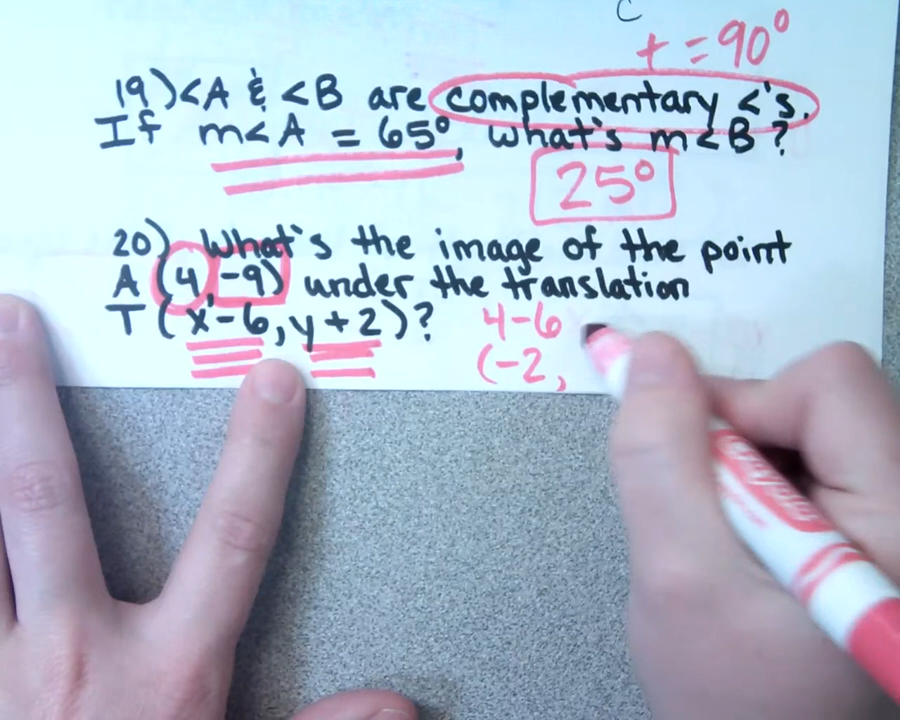 C
+ = 90°
19) <A & <B are complementary <'s.
If m<A = 65°, what's m<B?
25°
20) What's the image of the point
A (4, -9) under the translation
T (x-6, y+2)?
4-6
(-2,